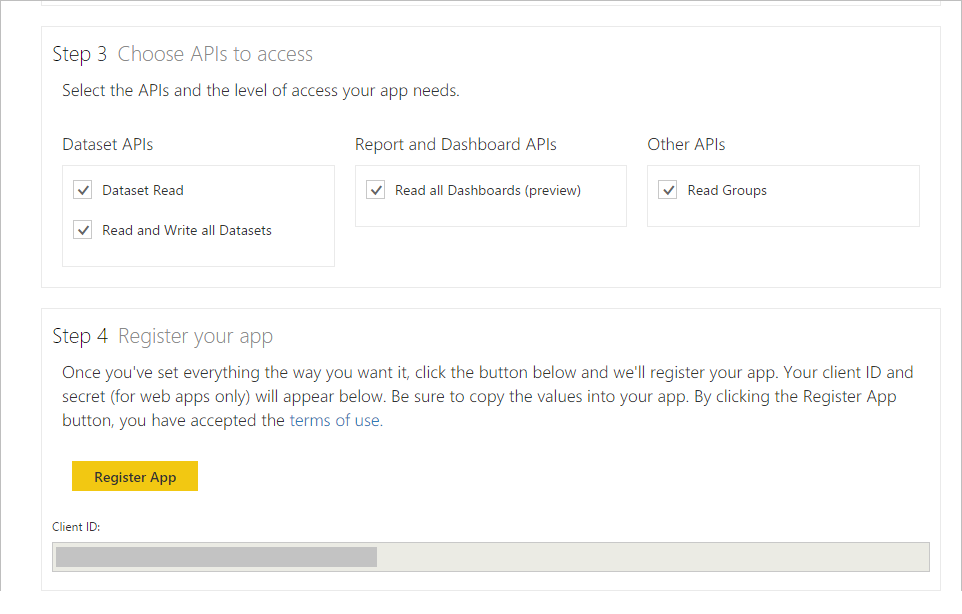 Step 3 Choose APIs to access
Select the APIs and the level of access your app needs.
Dataset APIs
Dataset Read
Read and Write all Datasets
Report and Dashboard APIs
Read all Dashboards (preview)
Other APIs
Read Groups
Step 4 Register your app
Once you've set everything the way you want it, click the button below and we'll register your app. Your client ID and
secret (for web apps only) will appear below. Be sure to copy the values into your app. By clicking the Register App
button, you have accepted the terms of use.
Register App
Client ID: